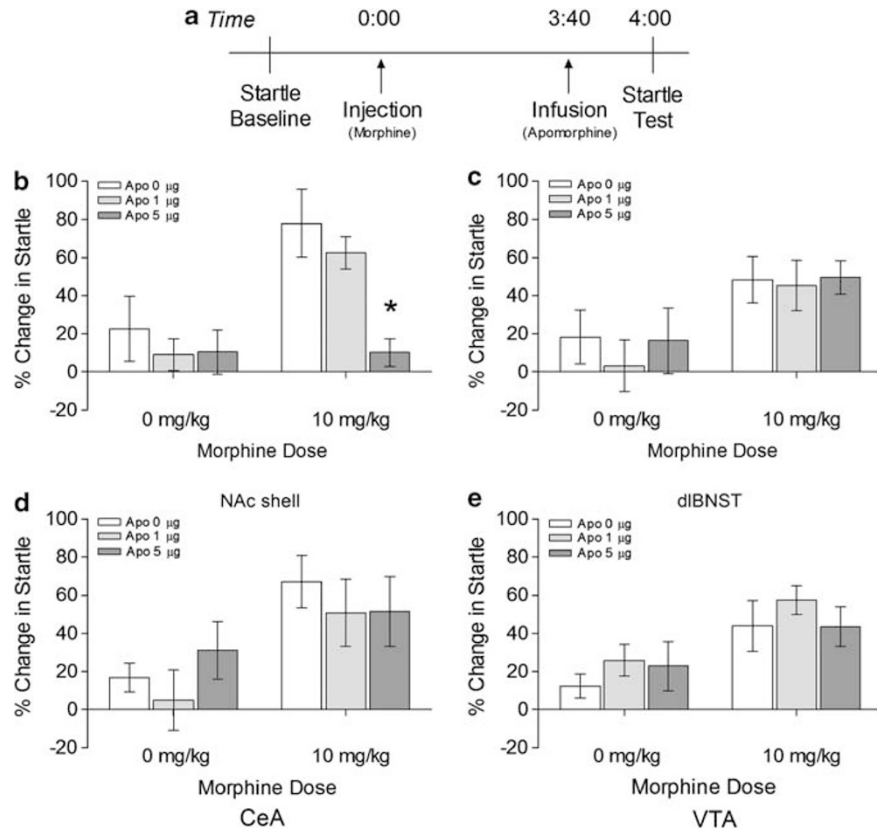 a Time 0:00 3:40 4:00
Startle Baseline
Injection
(Morphine)
Infusion
(Apomorphine)
Startle Test
b
100
80
60
40
20
0
-20
% Change in Startle
Apo 0 µg
Apo 1 µg
Apo 5 µg
*
0 mg/kg 10 mg/kg
Morphine Dose
NAc shell
c
100
80
60
40
20
0
-20
% Change in Startle
Apo 0 µg
Apo 1 µg
Apo 5 µg
0 mg/kg 10 mg/kg
Morphine Dose
dlBNST
d
100
80
60
40
20
0
-20
% Change in Startle
Apo 0 µg
Apo 1 µg
Apo 5 µg
0 mg/kg 10 mg/kg
Morphine Dose
CeA
e
100
80
60
40
20
0
-20
% Change in Startle
Apo 0 µg
Apo 1 µg
Apo 5 µg
0 mg/kg 10 mg/kg
Morphine Dose
VTA